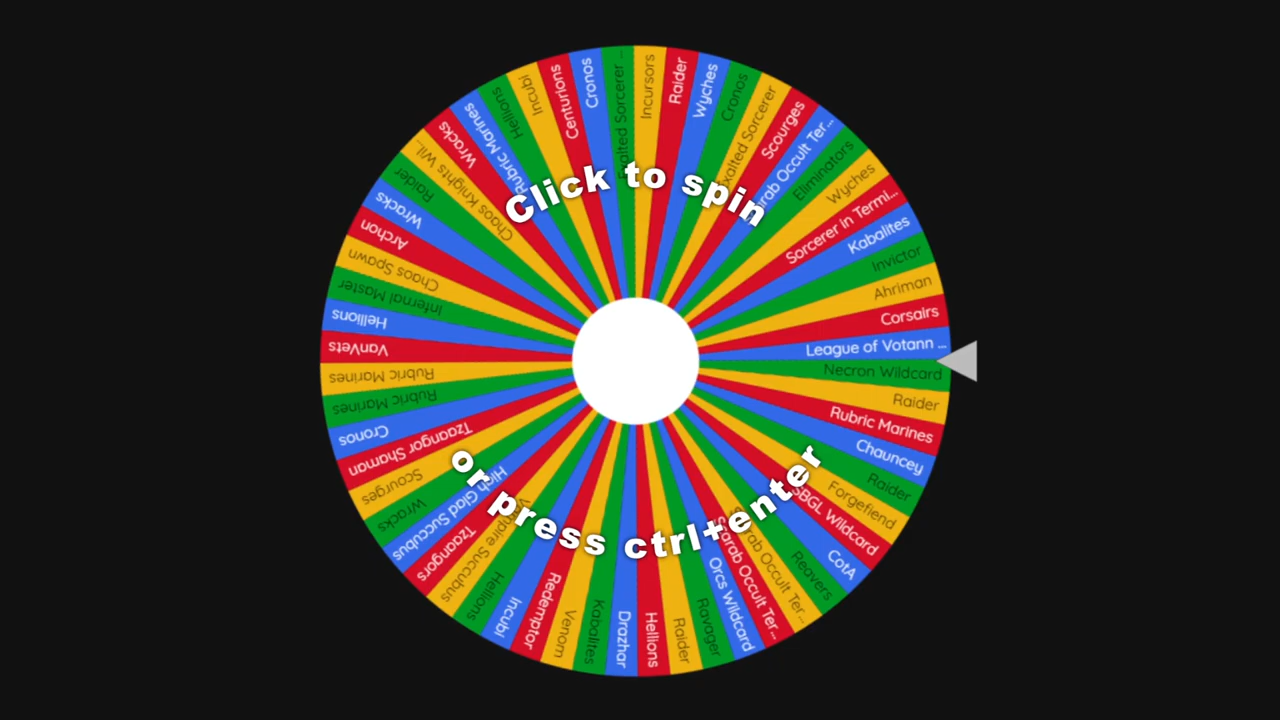 Click to spin
or press ctrl+enter
Incursors
Raider
Wyches
Cronos
Exalted Sorcerer
Scourges
Occult Ter...
Eliminators
Wyches
Sorcerer in Termi...
Kabalites
Invictor
Ahriman
Corsairs
League of Votann ...
Necron Wildcard
Raider
Rubric Marines
Chauncey
Raider
Forgefiend
SBGL Wildcard
CotA
Reavers
Occult Ter...
Scarab Occult Ter...
Orcs Wildcard
Ravager
Raider
Hellions
Drazhar
Kabalites
Venom
Redemptor
Incubi
Hellions
Vampire Succubus
Tzaangors
High Glad Succubus
Wracks
Scourges
Tzaangor Shaman
Cronos
Rubric Marines
Rubric Marines
VanVets
Hellions
Infernal Master
Chaos Spawn
Archon
Wracks
Raider
Chaos Knights Wil...
Wracks
Rubric Marines
Hellions
Incubi
Centurions
Cronos
Exalted Sorcerer ...